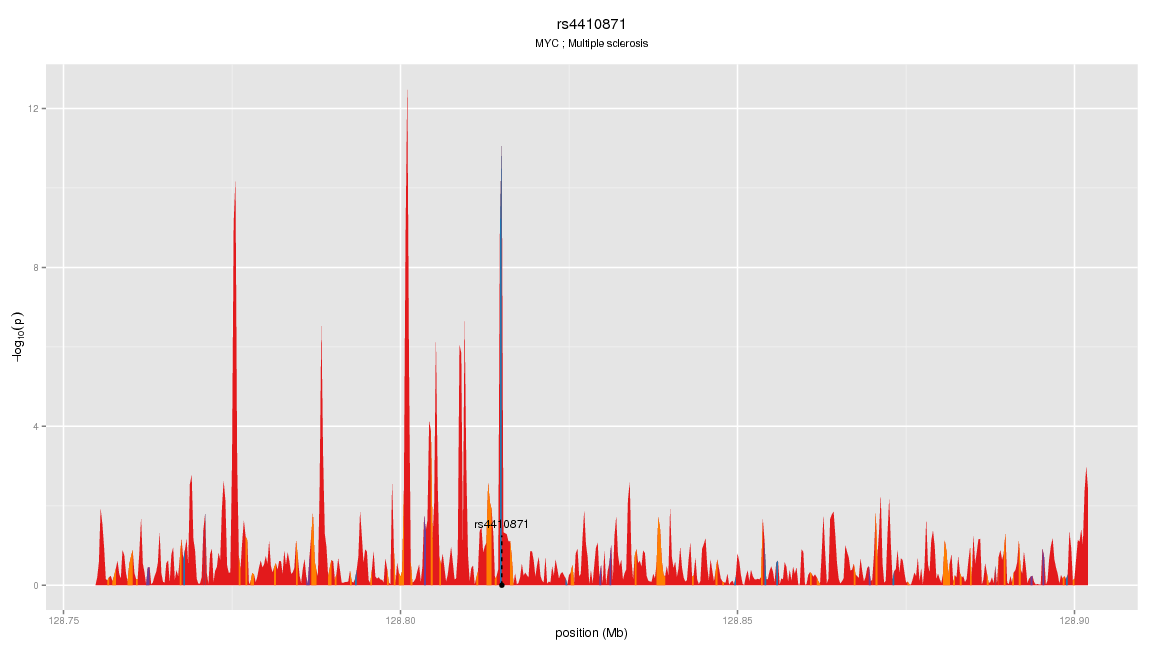 rs4410871
MYC ; Multiple sclerosis
12
8
4
0
−log10(p)
rs4410871
128.75
128.80
128.85
128.90
position (Mb)